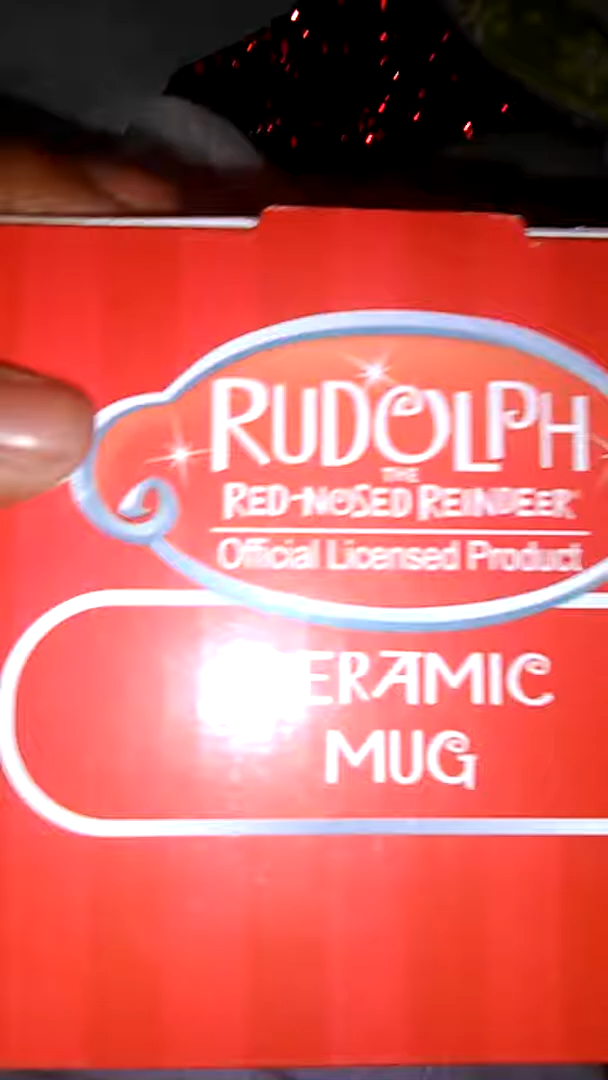 RUDOLPH
THE
RED-NOSED REINDEER®
Official Licensed Product
CERAMIC
MUG